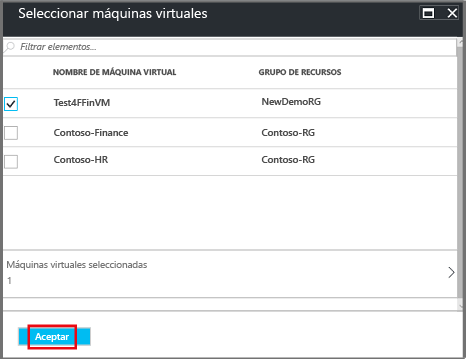 Seleccionar máquinas virtuales
Filtrar elementos...
NOMBRE DE MÁQUINA VIRTUAL GRUPO DE RECURSOS
Test4FFinVM NewDemoRG
Contoso-Finance Contoso-RG
Contoso-HR Contoso-RG
Máquinas virtuales seleccionadas
1
Aceptar